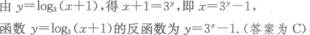 由 y=log₃(x+1),得 x+1=3ʸ,即 x=3ʸ-1,
函数 y=log₃(x+1)的反函数为 y=3ˣ-1.(答案为 C)